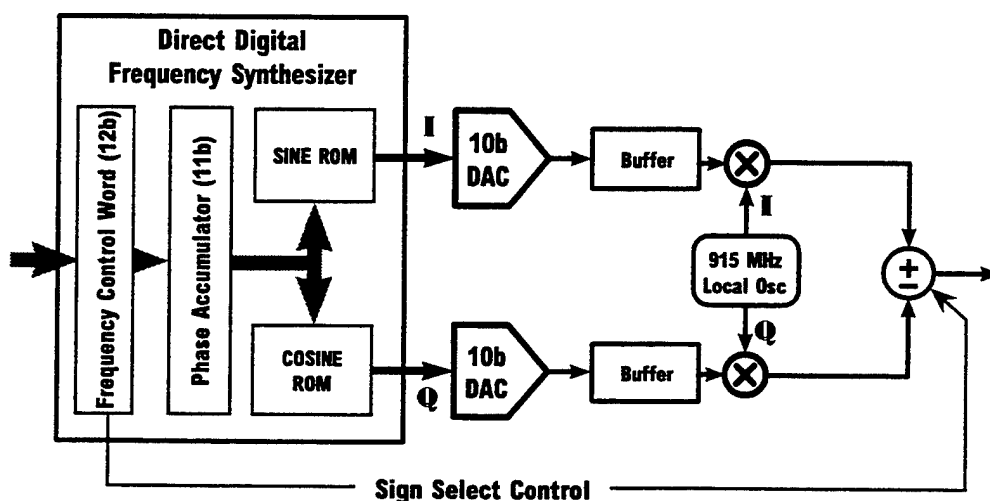 Direct Digital
Frequency Synthesizer
Frequency Control Word (12b)
Phase Accumulator (11b)
SINE ROM
COSINE
ROM
I
10b
DAC
Buffer
I
915 MHz
Local Osc
+
−
Q
Q
10b
DAC
Buffer
Sign Select Control